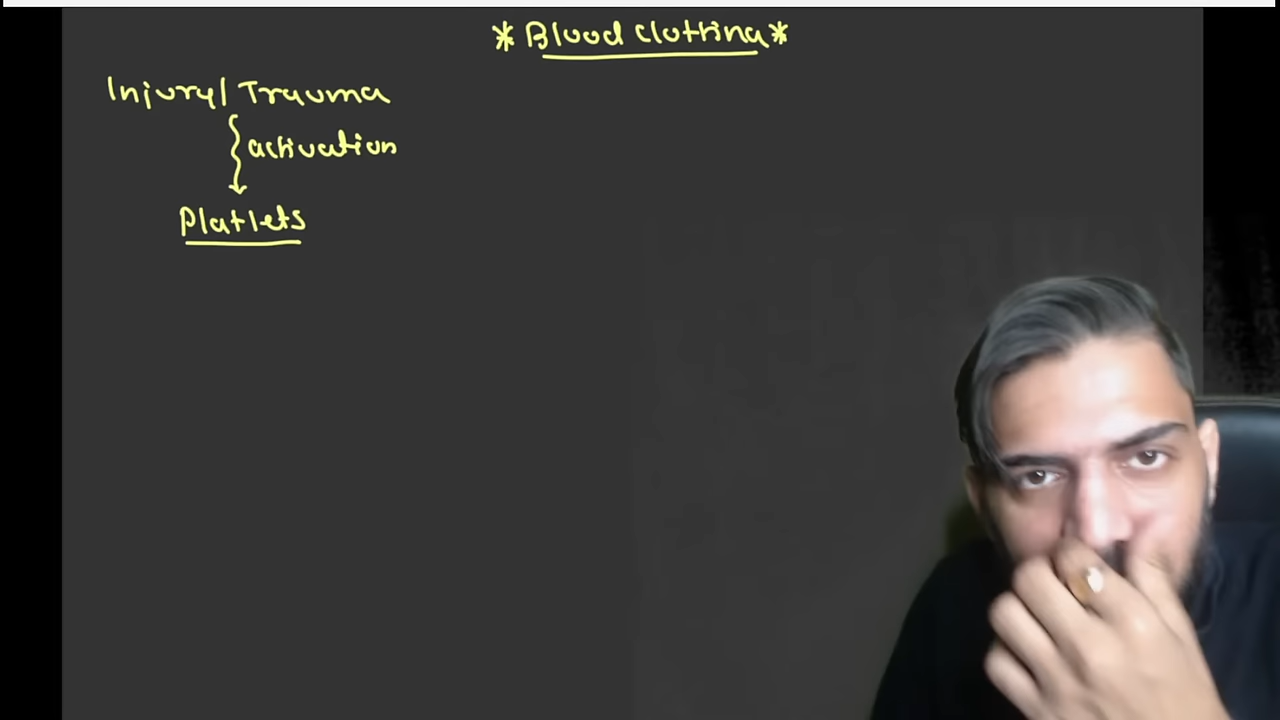 * Blood Clotting *
Injury/ Trauma
activation
Platlets